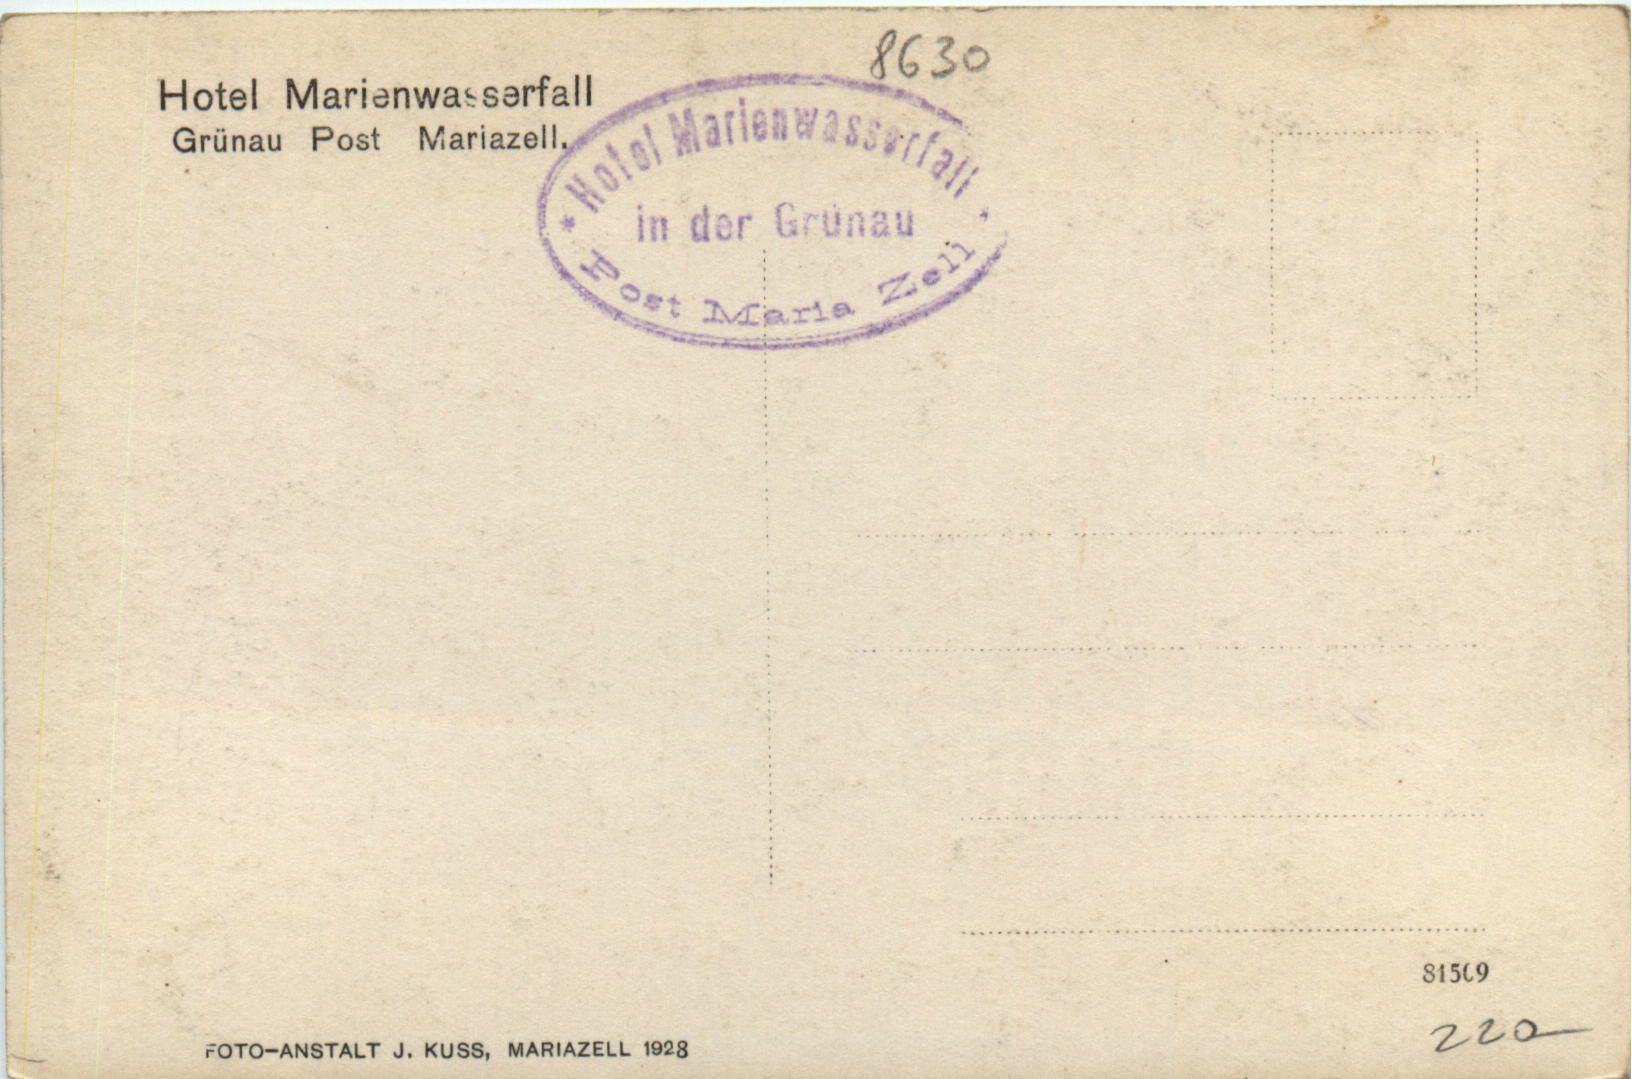 8630
Hotel Marienwasserfall
Grünau Post Mariazell.
* Hotel Marienwasserfall *
in der Grünau
Post Maria Zell
81509
220
FOTO-ANSTALT J. KUSS, MARIAZELL 1928